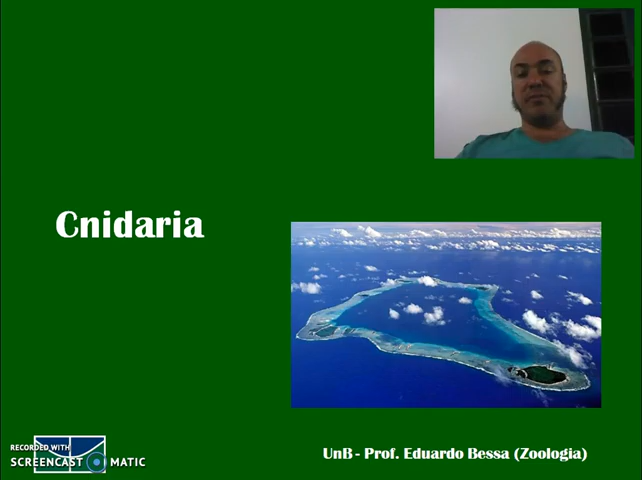 Cnidaria
UnB - Prof. Eduardo Bessa (Zoologia)
RECORDED WITH
SCREENCAST MATIC